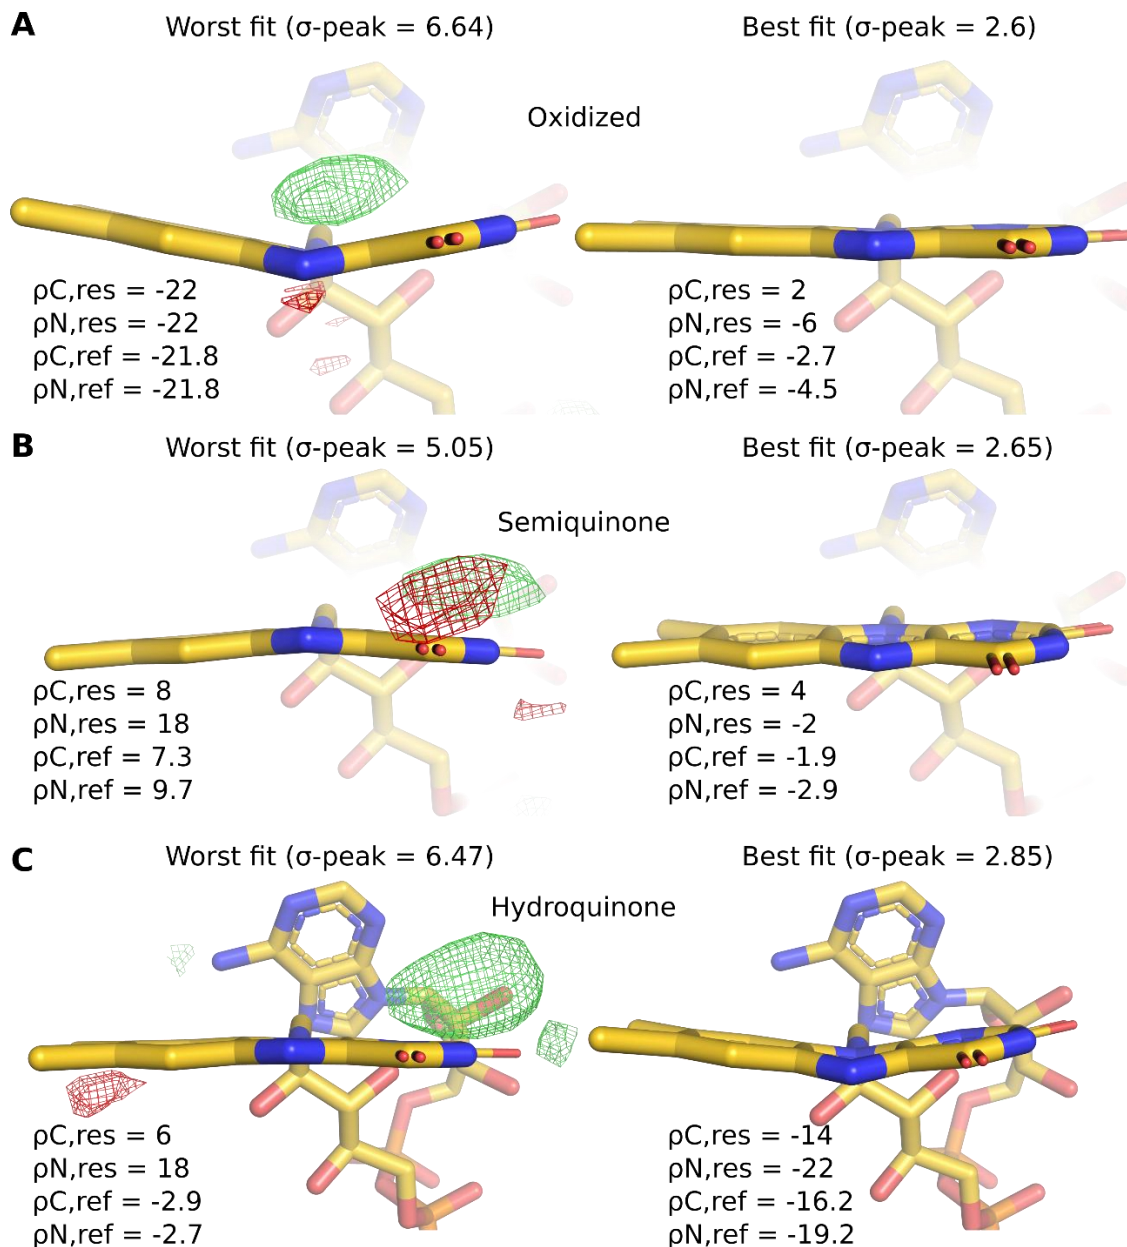 A
Worst fit (σ-peak = 6.64)
Best fit (σ-peak = 2.6)
Oxidized
ρC,res = -22
ρN,res = -22
ρC,ref = -21.8
ρN,ref = -21.8
ρC,res = 2
ρN,res = -6
ρC,ref = -2.7
ρN,ref = -4.5
B
Worst fit (σ-peak = 5.05)
Best fit (σ-peak = 2.65)
Semiquinone
ρC,res = 8
ρN,res = 18
ρC,ref = 7.3
ρN,ref = 9.7
ρC,res = 4
ρN,res = -2
ρC,ref = -1.9
ρN,ref = -2.9
C
Worst fit (σ-peak = 6.47)
Best fit (σ-peak = 2.85)
Hydroquinone
ρC,res = 6
ρN,res = 18
ρC,ref = -2.9
ρN,ref = -2.7
ρC,res = -14
ρN,res = -22
ρC,ref = -16.2
ρN,ref = -19.2